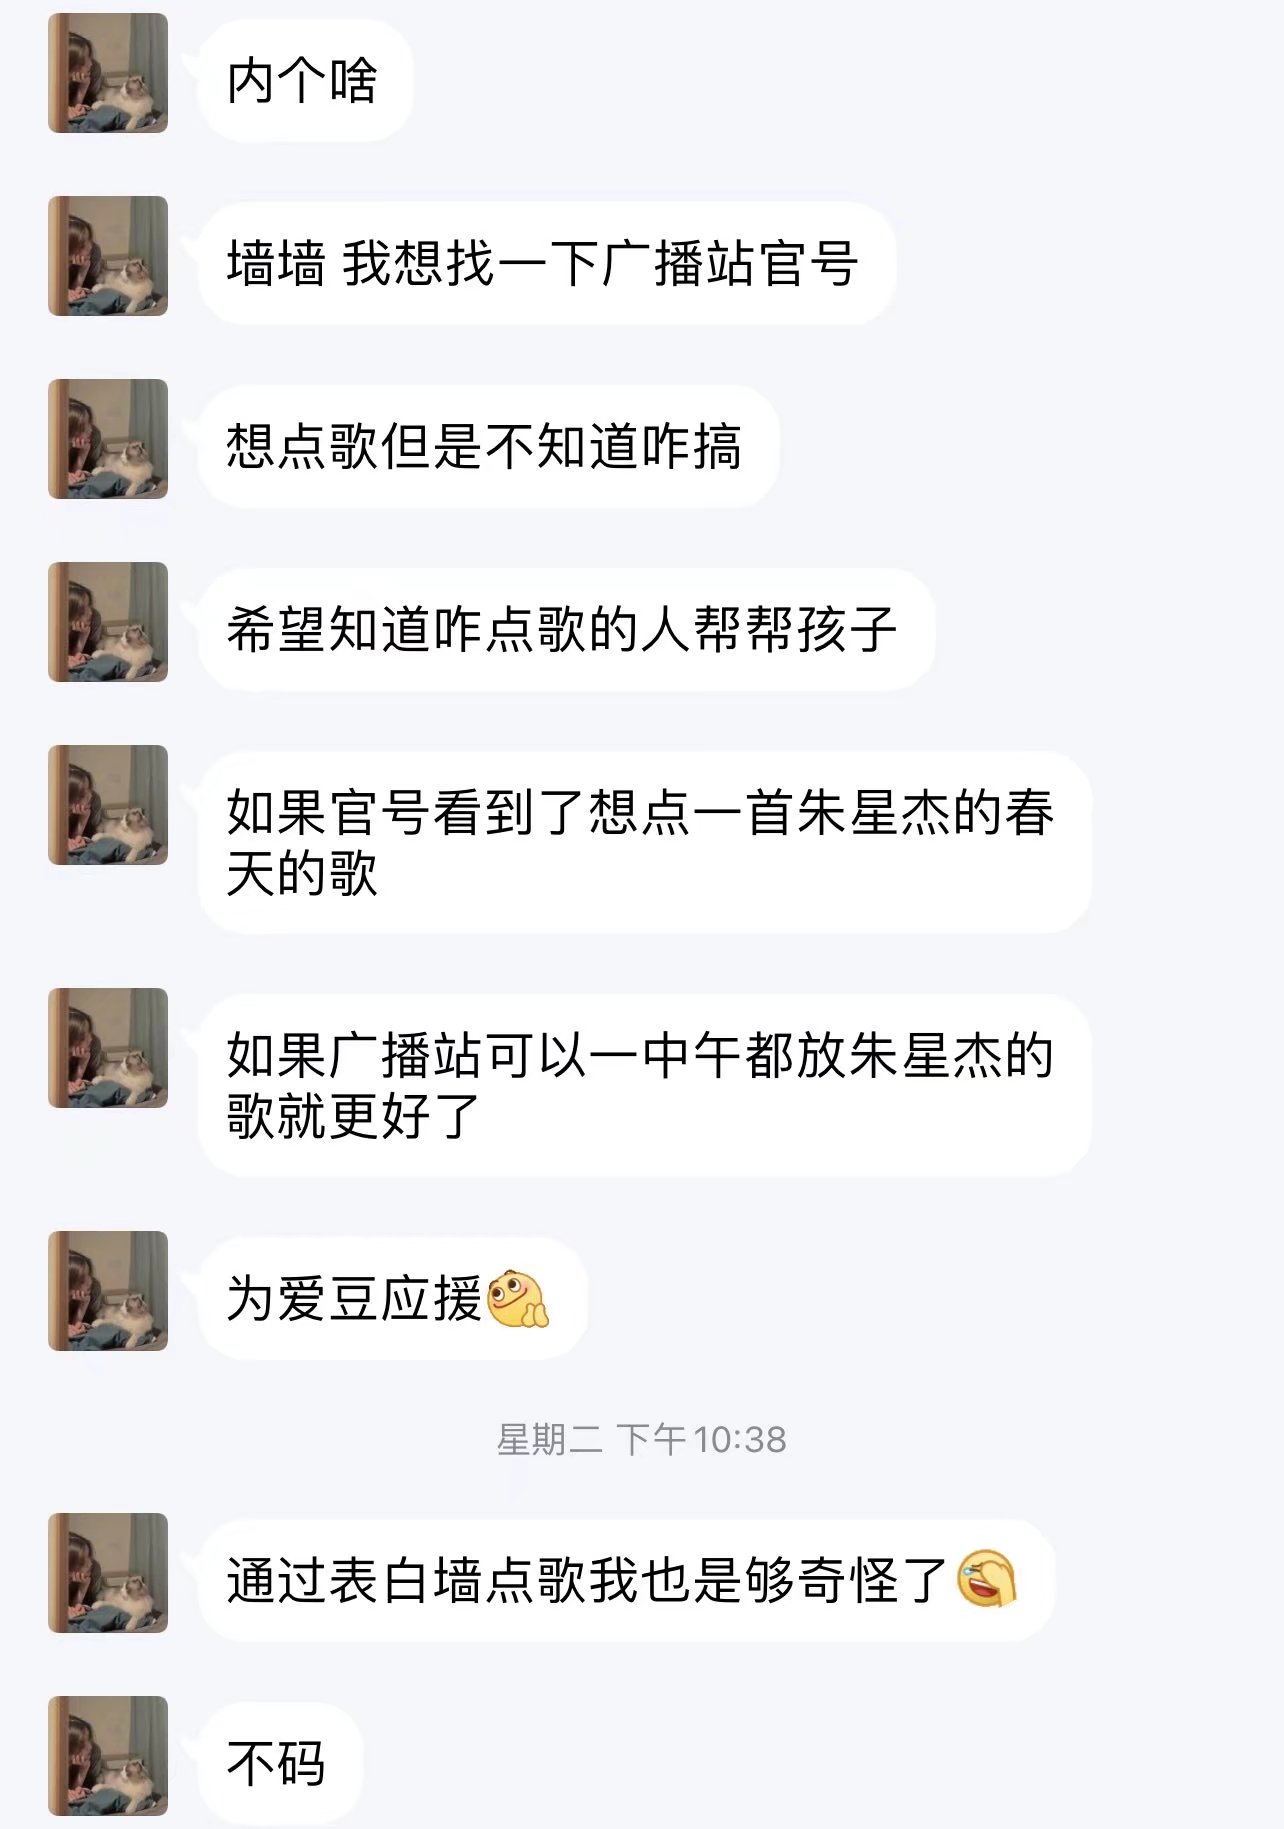 内个啥
墙墙 我想找一下广播站官号
想点歌但是不知道咋搞
希望知道咋点歌的人帮帮孩子
如果官号看到了想点一首朱星杰的春
天的歌
如果广播站可以一中午都放朱星杰的
歌就更好了
为爱豆应援
星期二 下午10:38
通过表白墙点歌我也是够奇怪了
不码